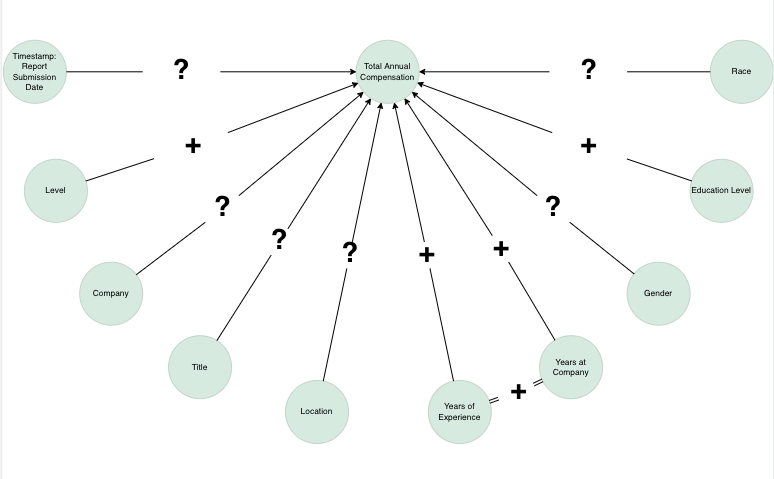 Timestamp:
Report
Submission
Date
?
Total Annual
Compensation
?
Race
+
+
Level
Education Level
?
?
?
?
+
+
Company
Gender
Title
Years at
Company
+
Location
Years of
Experience